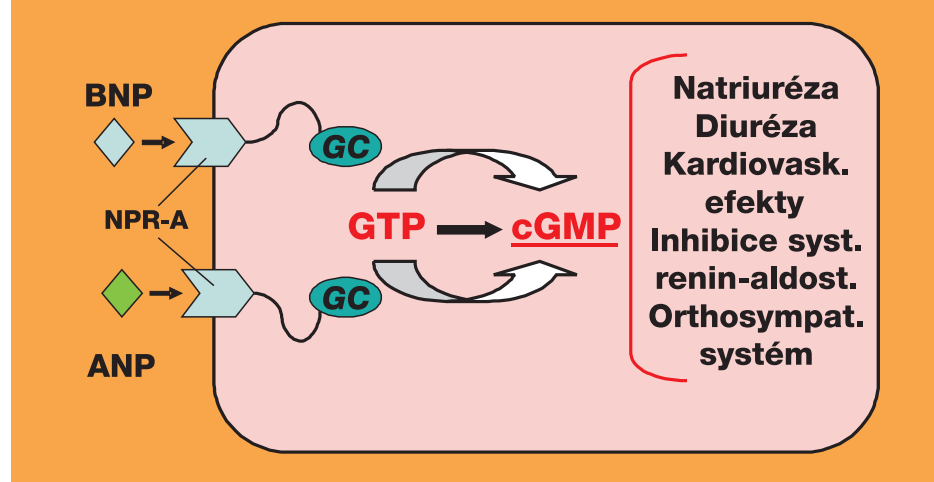 BNP
GC
NPR-A
GTP
cGMP
GC
ANP
Natriuréza
Diuréza
Kardiovask.
efekty
Inhibice syst.
renin-aldost.
Orthosympat.
systém